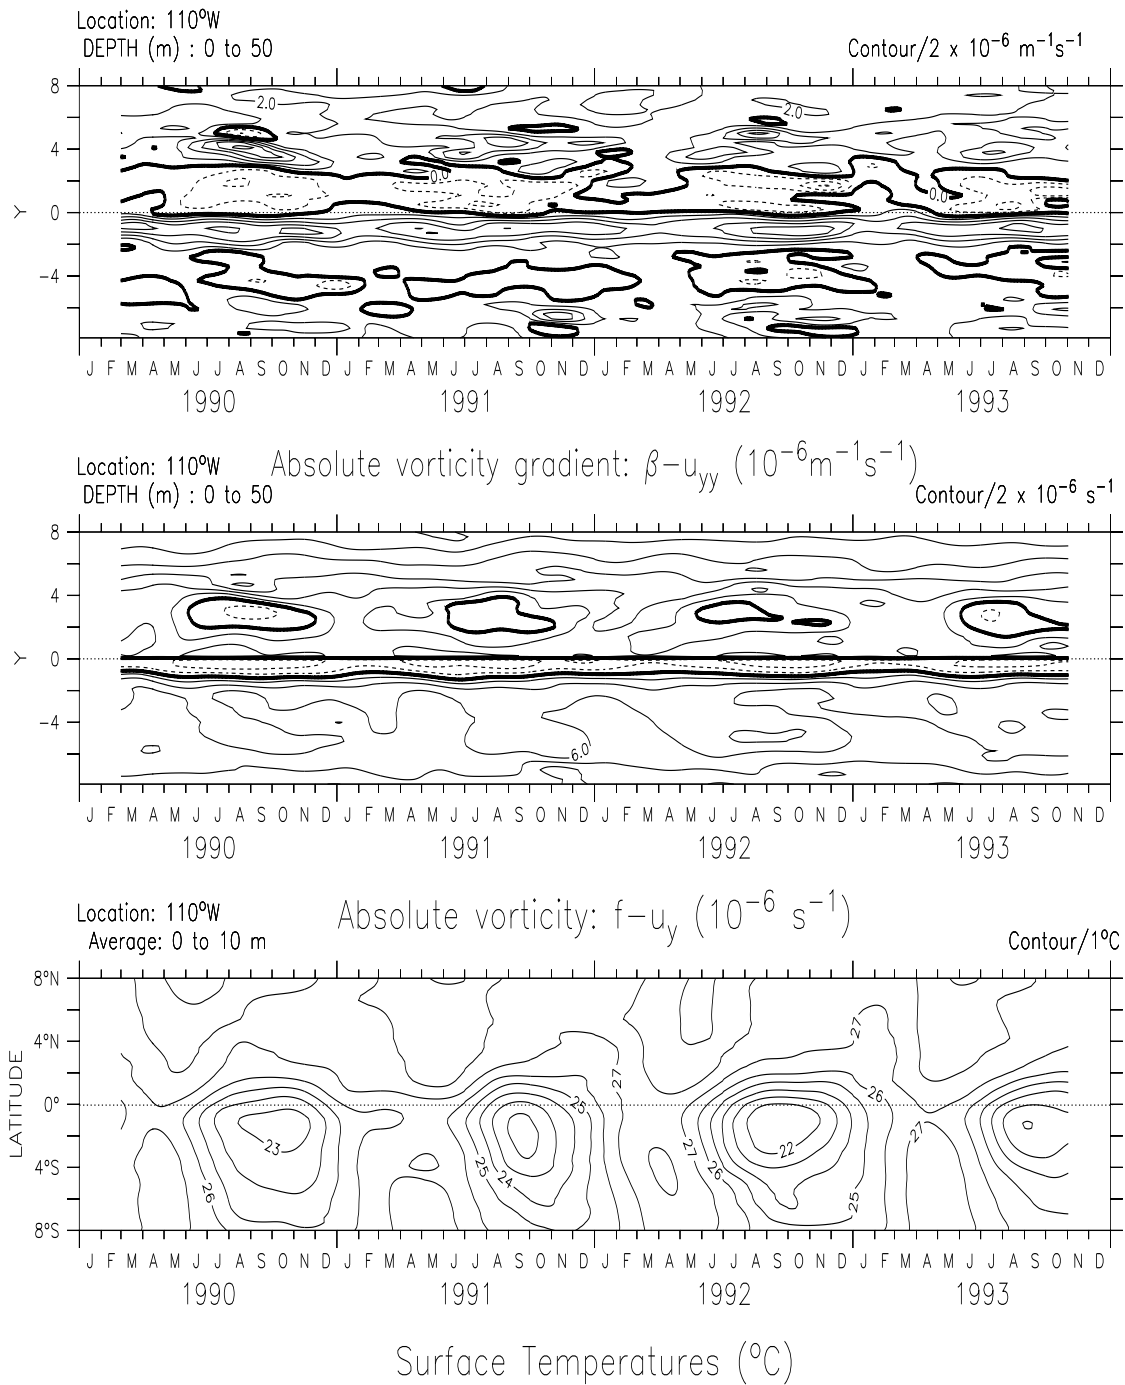 Location: 110°W
DEPTH (m) : 0 to 50
Contour/2 x 10⁻⁶ m⁻¹s⁻¹
8
4
0
-4
Y
2.0
2.0
0.0
0.0
J F M A M J J A S O N D J F M A M J J A S O N D J F M A M J J A S O N D J F M A M J J A S O N D
1990 1991 1992 1993
Absolute vorticity gradient: β-u_yy (10⁻⁶m⁻¹s⁻¹)
Location: 110°W
DEPTH (m) : 0 to 50
Contour/2 x 10⁻⁶ s⁻¹
8
4
0
-4
Y
6.0
J F M A M J J A S O N D J F M A M J J A S O N D J F M A M J J A S O N D J F M A M J J A S O N D
1990 1991 1992 1993
Absolute vorticity: f-u_y (10⁻⁶ s⁻¹)
Location: 110°W
Average: 0 to 10 m
Contour/1°C
8°N
4°N
0°
4°S
8°S
LATITUDE
27
27
26
25
23
22
27
27
26
25
24
26
25
J F M A M J J A S O N D J F M A M J J A S O N D J F M A M J J A S O N D J F M A M J J A S O N D
1990 1991 1992 1993
Surface Temperatures (°C)